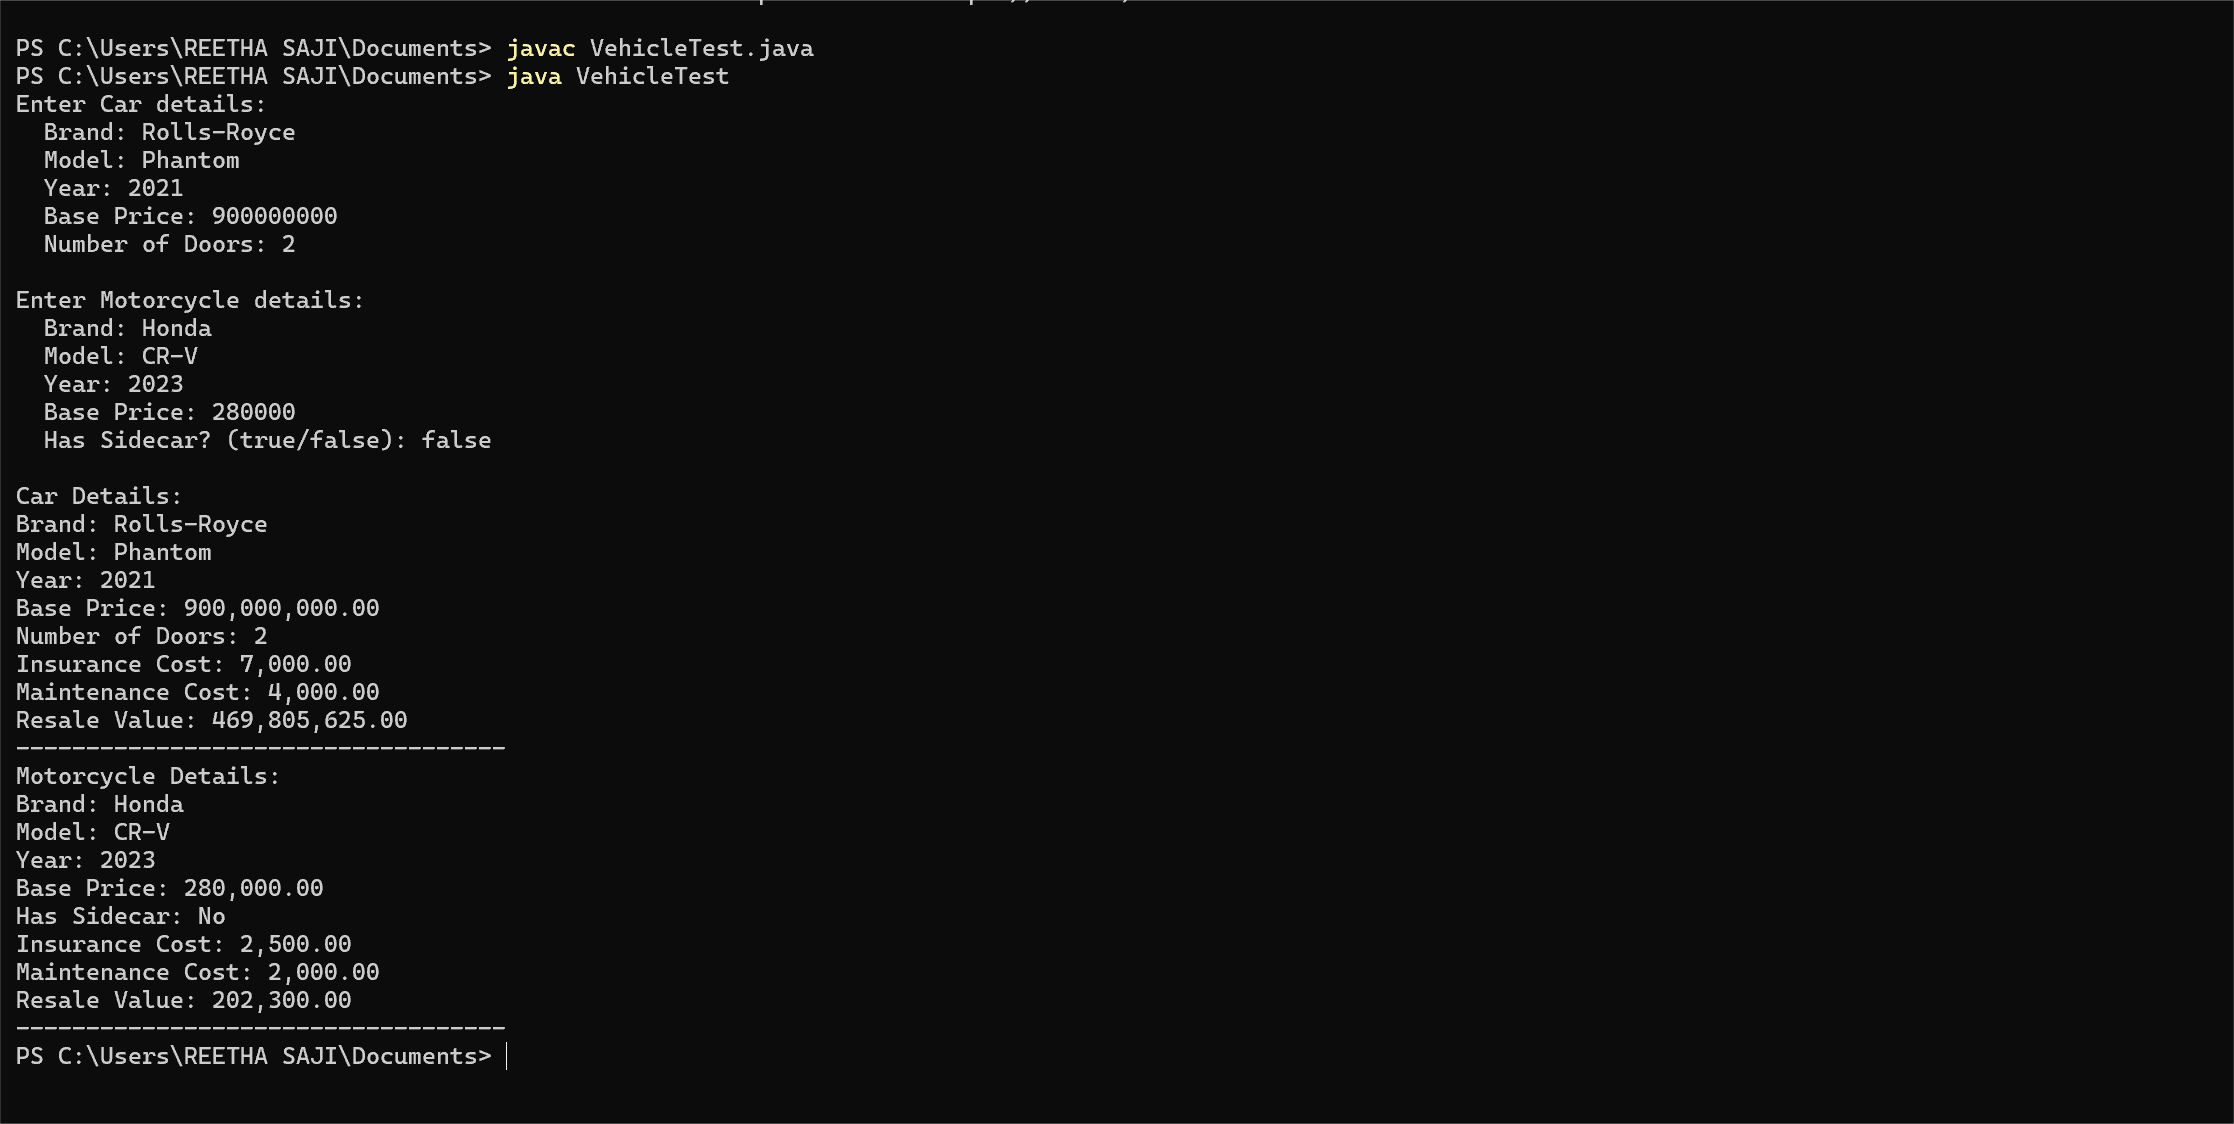 PS C:\Users\REETHA SAJI\Documents> javac VehicleTest.java
PS C:\Users\REETHA SAJI\Documents> java VehicleTest
Enter Car details:
  Brand: Rolls-Royce
  Model: Phantom
  Year: 2021
  Base Price: 900000000
  Number of Doors: 2

Enter Motorcycle details:
  Brand: Honda
  Model: CR-V
  Year: 2023
  Base Price: 280000
  Has Sidecar? (true/false): false

Car Details:
Brand: Rolls-Royce
Model: Phantom
Year: 2021
Base Price: 900,000,000.00
Number of Doors: 2
Insurance Cost: 7,000.00
Maintenance Cost: 4,000.00
Resale Value: 469,805,625.00
-----------------------------------
Motorcycle Details:
Brand: Honda
Model: CR-V
Year: 2023
Base Price: 280,000.00
Has Sidecar: No
Insurance Cost: 2,500.00
Maintenance Cost: 2,000.00
Resale Value: 202,300.00
-----------------------------------
PS C:\Users\REETHA SAJI\Documents>